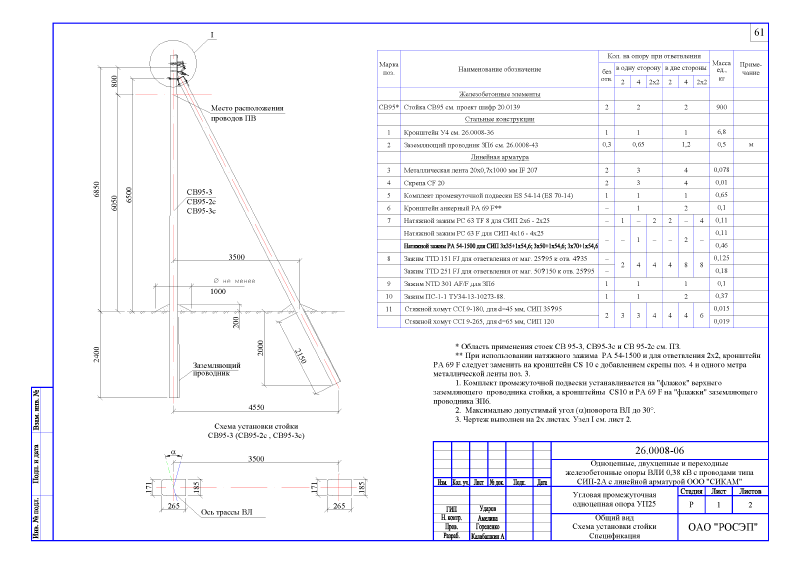 61
1
800
6850
6050
6500
Место расположения
проводов ПВ
СВ95-3
СВ95-2с
СВ95-3с
3500
∅ не менее
1000
200
2400
2000
2150
Заземляющий
проводник
4550
Схема установки стойки
СВ95-3 (СВ95-2с , СВ95-3с)
α
3500
171
185
171
185
265
265
Ось трассы ВЛ
Взам. инв. №
Подп. и дата
Инв. № подл.
Марка поз. Наименование обозначение Кол. на опору при ответвлении Масса ед., кг Приме-чание
без отв. в одну сторону в две стороны
2 4 2х2 2 4 2х2
Железобетонные элементы
СВ95* Стойка СВ95 см. проект шифр 20.0139 2 2 2 900
Стальные конструкции
1 Кронштейн У4 см. 26.0008-36 1 1 1 6,8
2 Заземляющий проводник ЗП6 см. 26.0008-43 0,3 0,65 1,2 0,5 м
Линейная арматура
3 Металлическая лента 20х0,7х1000 мм IF 207 2 3 4 0,078
4 Скрепа CF 20 2 3 4 0,01
5 Комплект промежуточной подвески ES 54-14 (ES 70-14) 1 1 1 0,65
6 Кронштейн анкерный PA 69 F** – 1 2 0,1
7 Натяжной зажим PC 63 TF 8 для СИП 2х6 - 2х25 – 1 – 2 2 – 4 0,11
Натяжной зажим PC 63 F для СИП 4х16 - 4х25 – – 1 – – 2 – 0,11
Натяжной зажим PA 54-1500 для СИП 3х35+1х54,6; 3х50+1х54,6; 3х70+1х54,6 0,46
8 Зажим TTD 151 FJ для ответвления от маг. 25?95 к отв. 4?35 – 2 4 4 4 8 8 0,125
Зажим TTD 251 FJ для ответвления от маг. 50?150 к отв. 25?95 0,18
9 Зажим NTD 301 AF/F для ЗП6 1 1 1 0,1
10 Зажим ПС-1-1 ТУ34-13-10273-88. 1 1 2 0,37
11 Стяжной хомут CCI 9-180, для d=45 мм, СИП 35?95 2 3 3 4 4 4 6 0,015
Стяжной хомут CCI 9-265, для d=65 мм, СИП 120 0,019
* Область применения стоек СВ 95-3, СВ95-3с и СВ 95-2с см. ПЗ.
** При использовании натяжного зажима PA 54-1500 и для ответвления 2х2, кронштейн
PA 69 F следует заменить на кронштейн CS 10 с добавлением скрепы поз. 4 и одного метра
металлической ленты поз. 3.
1. Комплект промежуточной подвески устанавливается на "флажок" верхнего
заземляющего проводника стойки, а кронштейны CS10 и PA 69 F на "флажки" заземляющего
проводника ЗП6.
2. Максимально допустимый угол (α)поворота ВЛ до 30°.
3. Чертеж выполнен на 2х листах. Узел I см. лист 2.
26.0008-06
Одноцепные, двухцепные и переходные
железобетонные опоры ВЛИ 0,38 кВ с проводами типа
СИП-2А с линейной арматурой ООО "СИКАМ"
Изм. Кол. уч. Лист № док. Подп. Дата
Угловая промежуточная
одноцепная опора УП25
Стадия Лист Листов
Р 1 2
ГИП Ударов
Н. контр. Амелина
Пров. Гореленко
Разраб. Калабашкин А
Общий вид
Схема установки стойки
Спецификация
ОАО "РОСЭП"